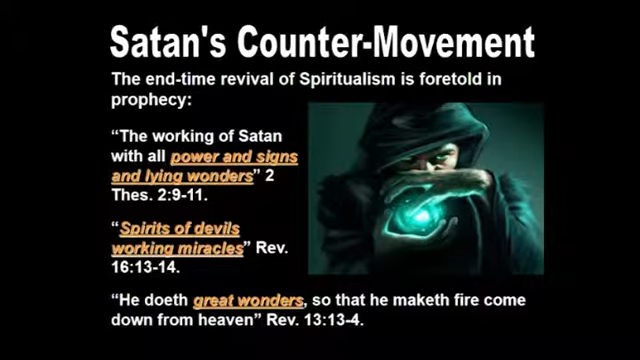 Satan's Counter-Movement
The end-time revival of Spiritualism is foretold in
prophecy:
“The working of Satan
with all power and signs
and lying wonders” 2
Thes. 2:9-11.
“Spirits of devils
working miracles” Rev.
16:13-14.
“He doeth great wonders, so that he maketh fire come
down from heaven” Rev. 13:13-4.